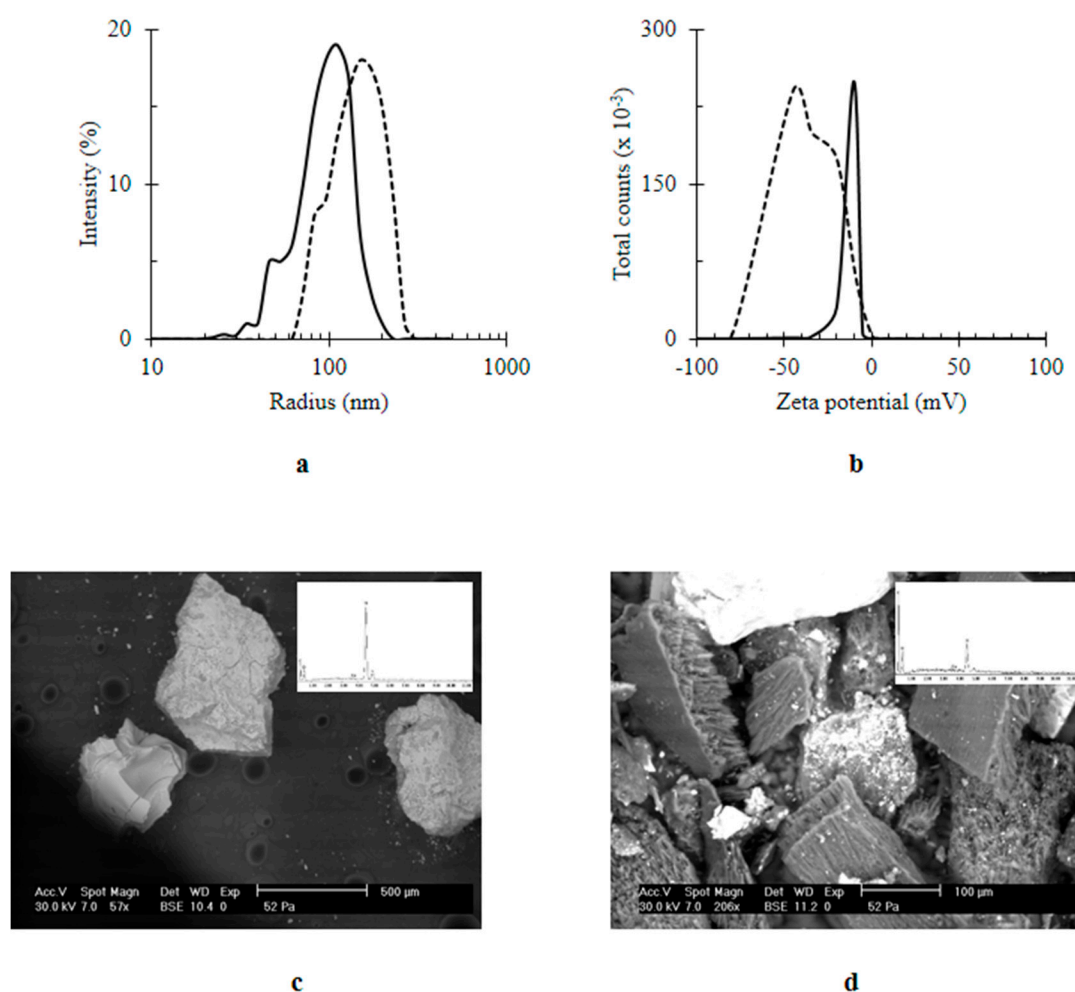 20
10
0
Intensity (%)
10 100 1000
Radius (nm)
a
300
150
0
Total counts (x 10⁻³)
-100 -50 0 50 100
Zeta potential (mV)
b
Acc.V Spot Magn Det WD Exp 500 µm
30.0 kV 7.0 57x BSE 10.4 0 52 Pa
c
Acc.V Spot Magn Det WD Exp 100 µm
30.0 kV 7.0 206x BSE 11.2 0 52 Pa
d